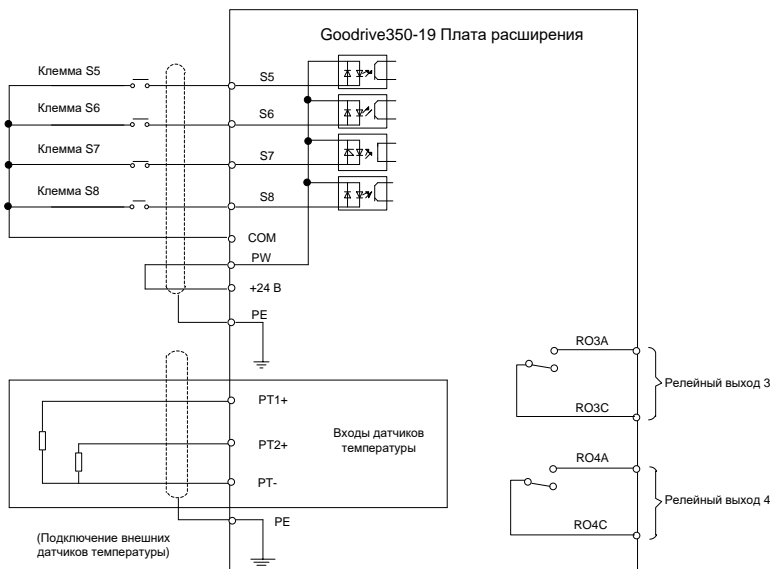 Goodrive350-19 Плата расширения
Клемма S5
S5
Клемма S6
S6
Клемма S7
S7
Клемма S8
S8
COM
PW
+24 В
PE
RO3A
Релейный выход 3
RO3C
PT1+
PT2+
PT-
Входы датчиков
температуры
RO4A
Релейный выход 4
RO4C
PE
(Подключение внешних
датчиков температуры)